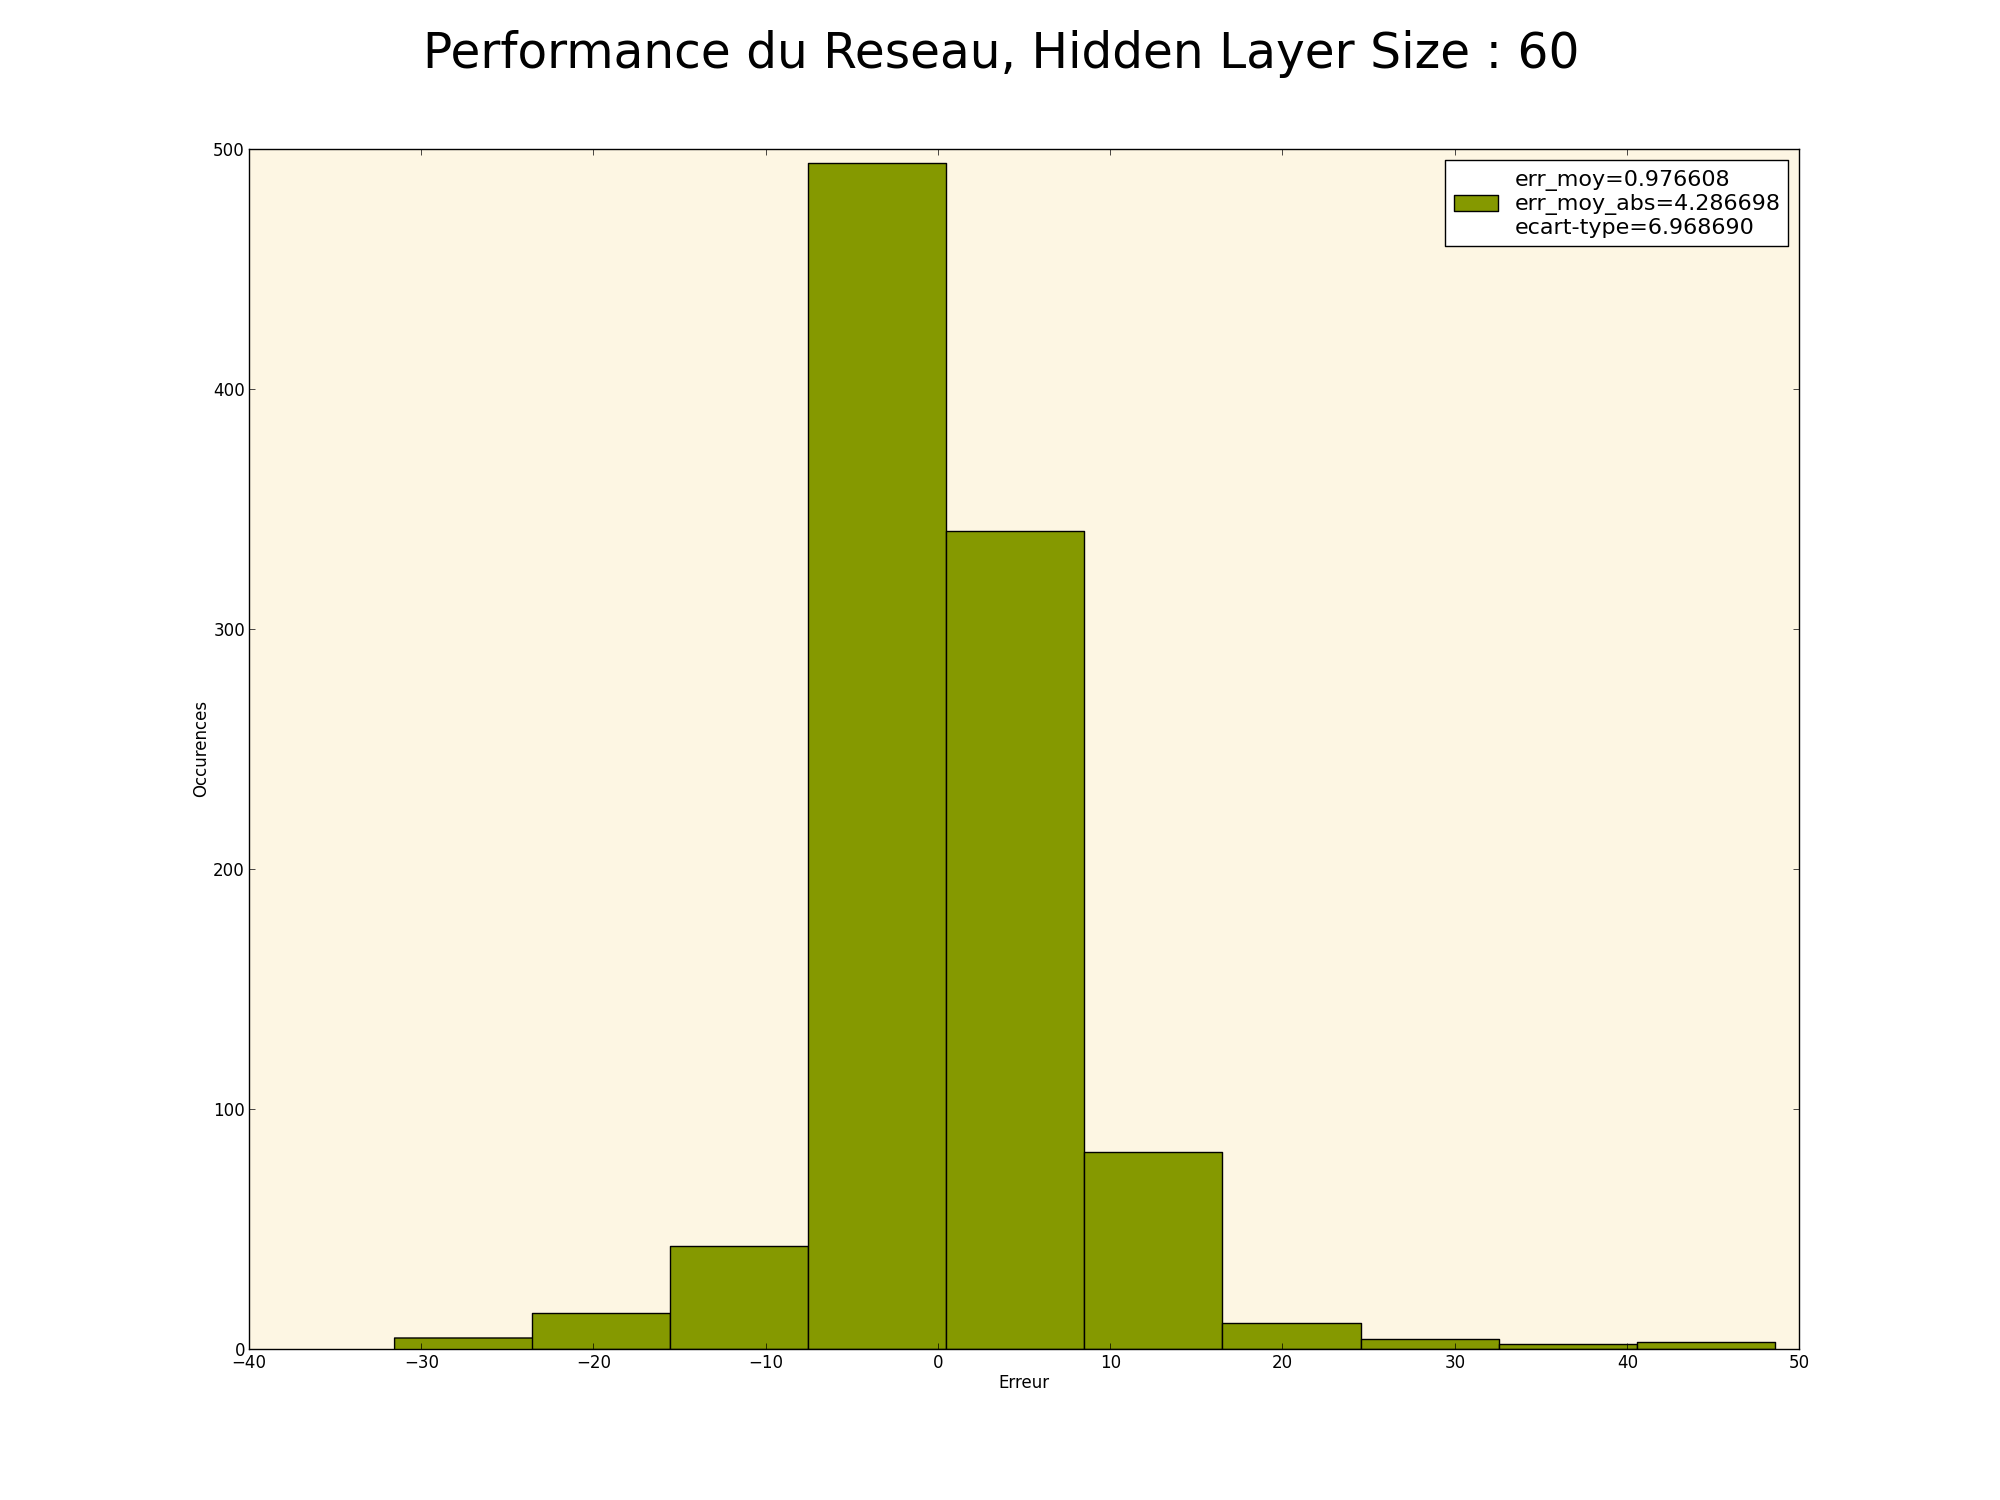 Performance du Reseau, Hidden Layer Size : 60
500
400
300
200
100
0
Occurences
err_moy=0.976608
err_moy_abs=4.286698
ecart-type=6.968690
−40 −30 −20 −10 0 10 20 30 40 50
Erreur